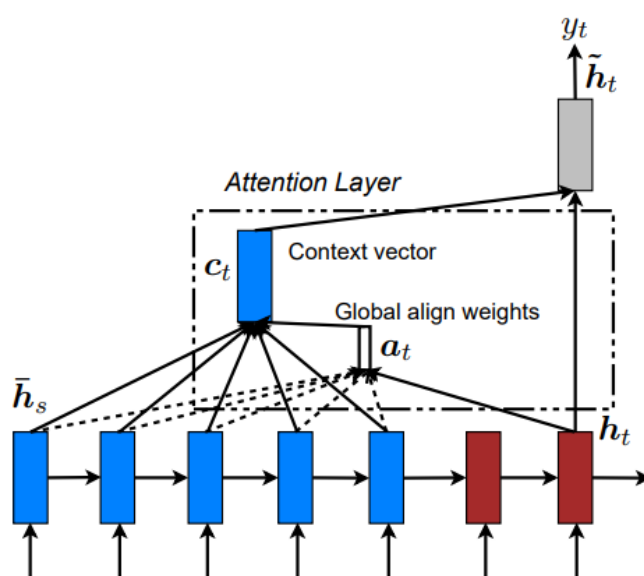 y_t
h̃_t
Attention Layer
c_t
Context vector
Global align weights
a_t
h̄_s
h_t